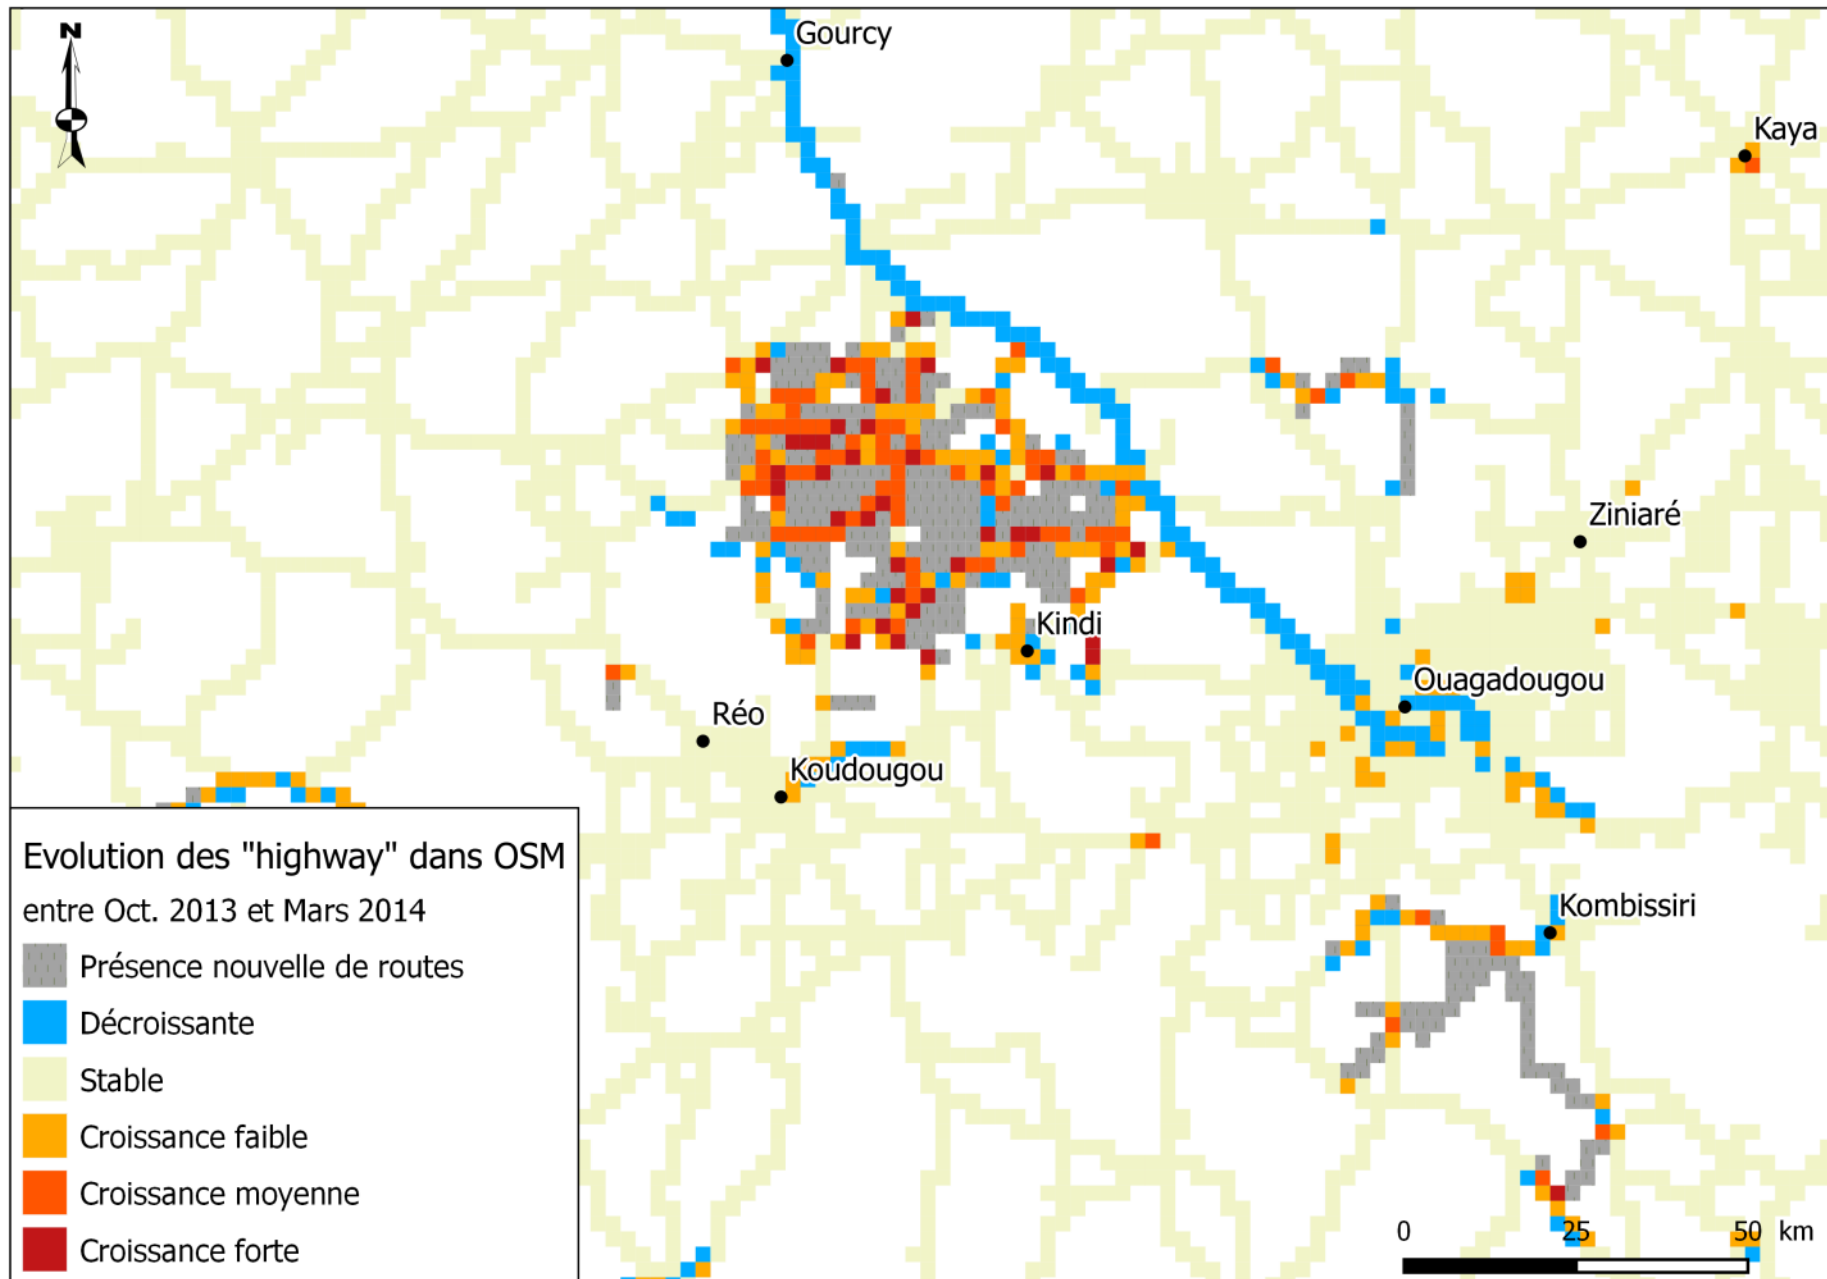 N
Gourcy
Kaya
Ziniaré
Kindi
Ouagadougou
Réo
Koudougou
Kombissiri
Evolution des "highway" dans OSM
entre Oct. 2013 et Mars 2014
Présence nouvelle de routes
Décroissante
Stable
Croissance faible
Croissance moyenne
Croissance forte
0 25 50 km